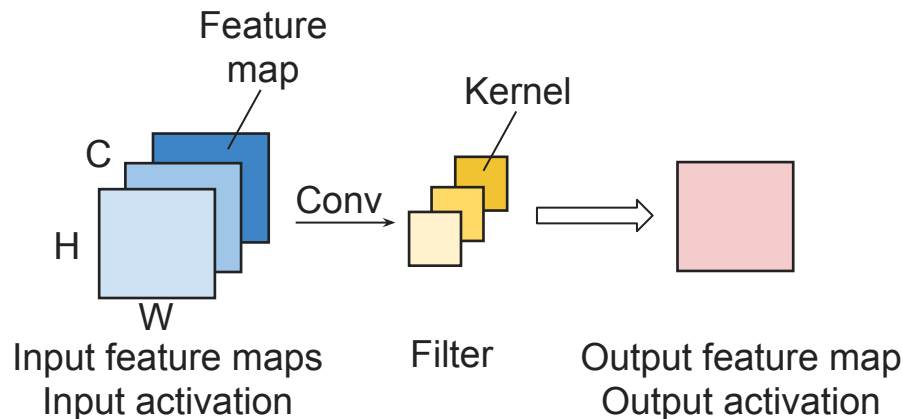 Feature
map
Kernel
C
Conv
H
W
Input feature maps
Input activation
Filter
Output feature map
Output activation